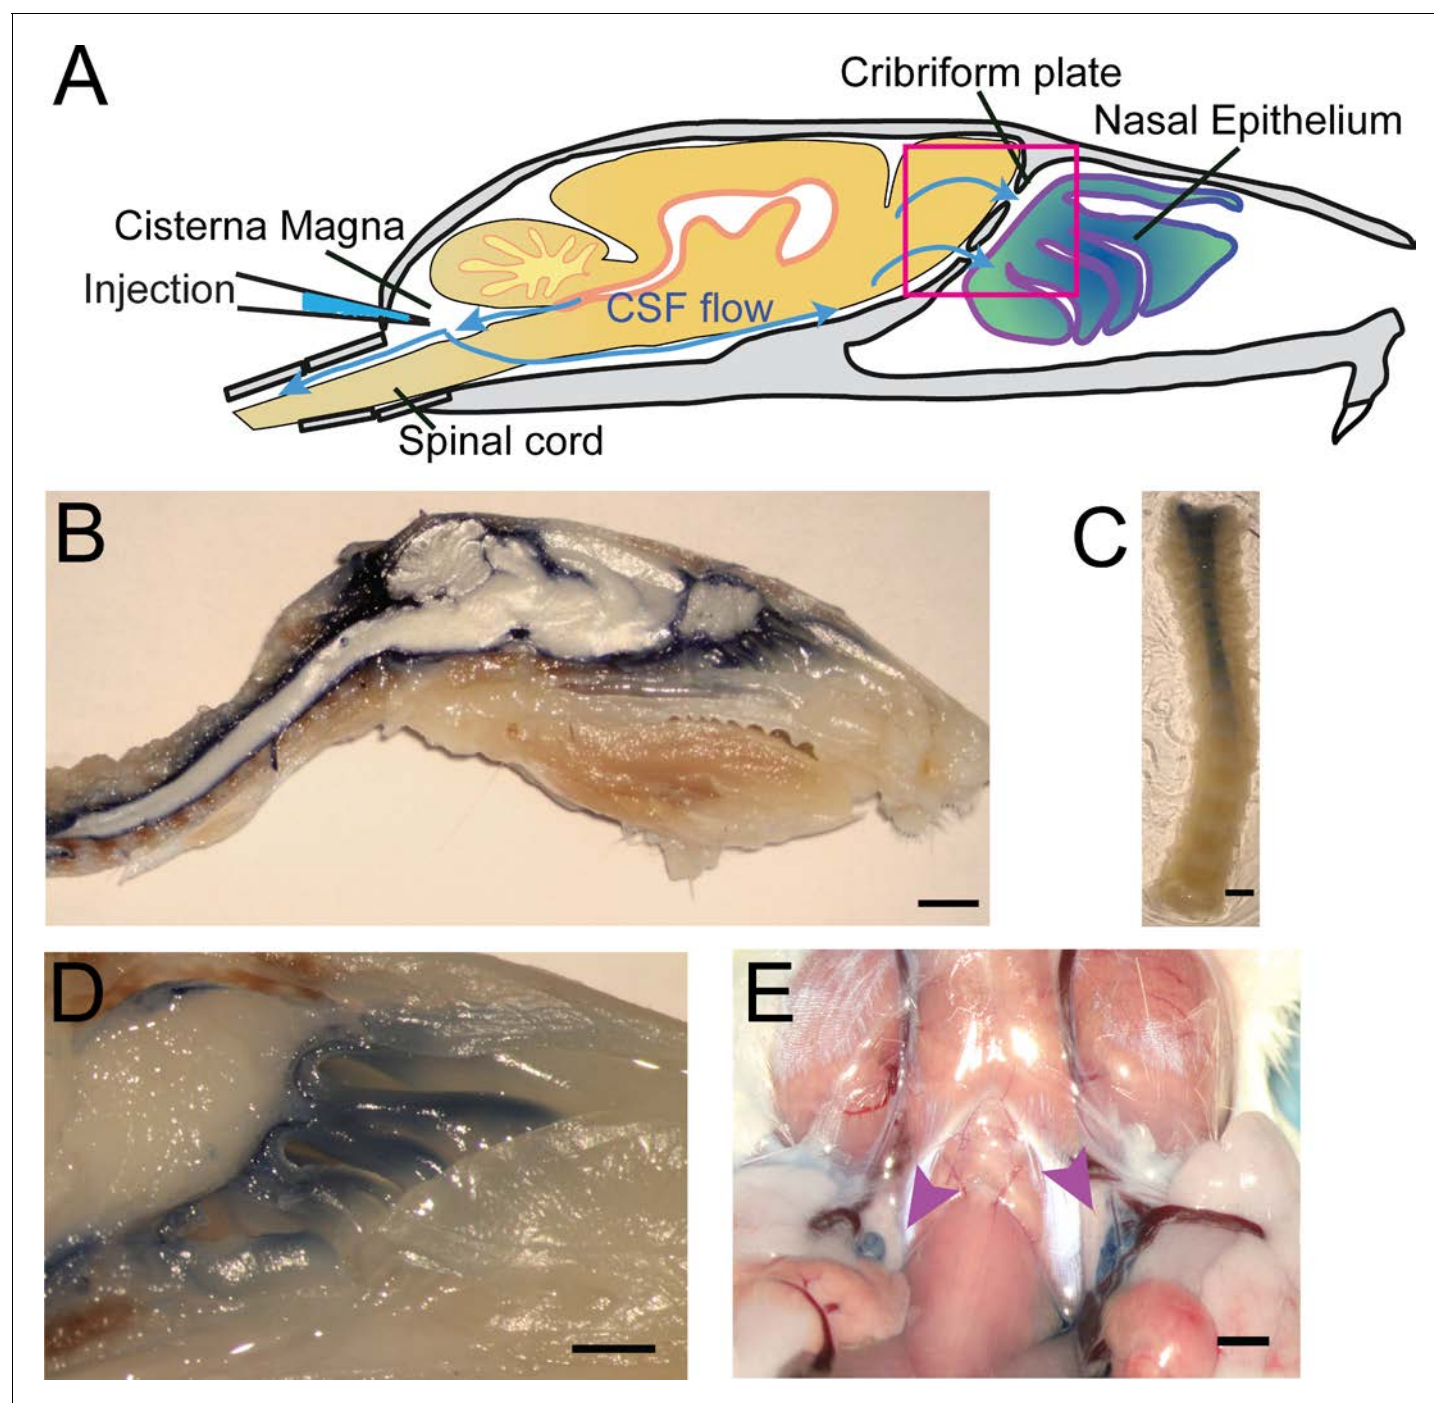 A
Cribriform plate
Nasal Epithelium
Cisterna Magna
Injection
CSF flow
Spinal cord
B
C
D
E